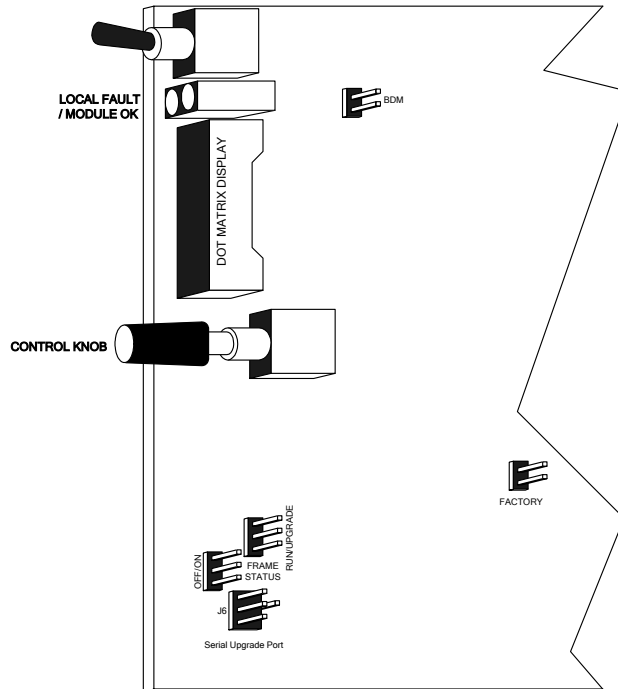 LOCAL FAULT
/ MODULE OK
BDM
DOT MATRIX DISPLAY
CONTROL KNOB
FACTORY
RUN/UPGRADE
OFF/ON
FRAME
STATUS
J6
Serial Upgrade Port